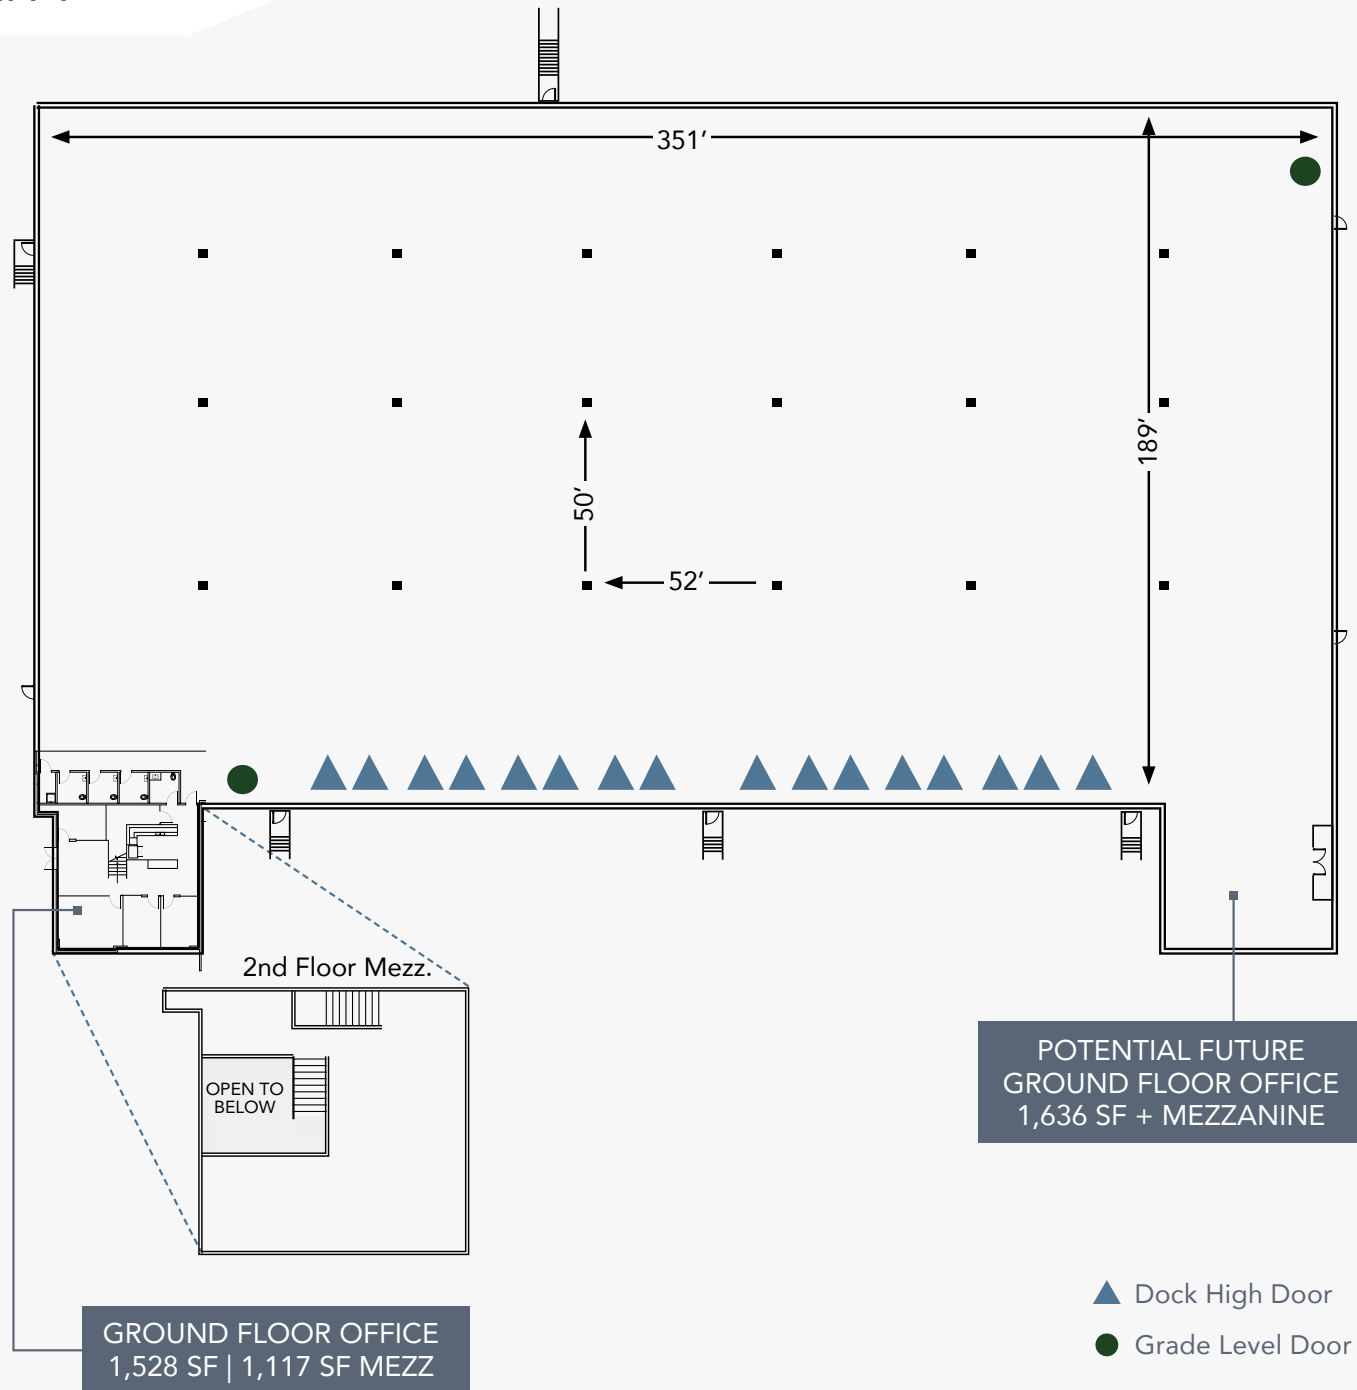 351′
189′
50′
52′
2nd Floor Mezz.
OPEN TO
BELOW
POTENTIAL FUTURE
GROUND FLOOR OFFICE
1,636 SF + MEZZANINE
Dock High Door
Grade Level Door
GROUND FLOOR OFFICE
1,528 SF | 1,117 SF MEZZ